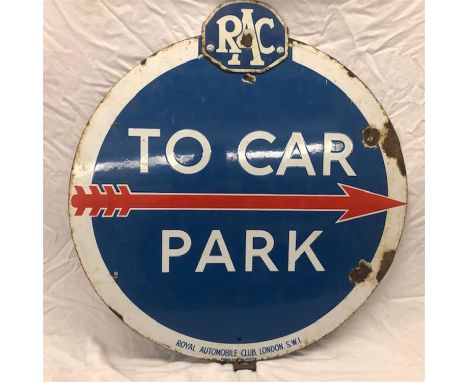 RAC
TO CAR
PARK
ROYAL AUTOMOBILE CLUB. LONDON. S.W.1.